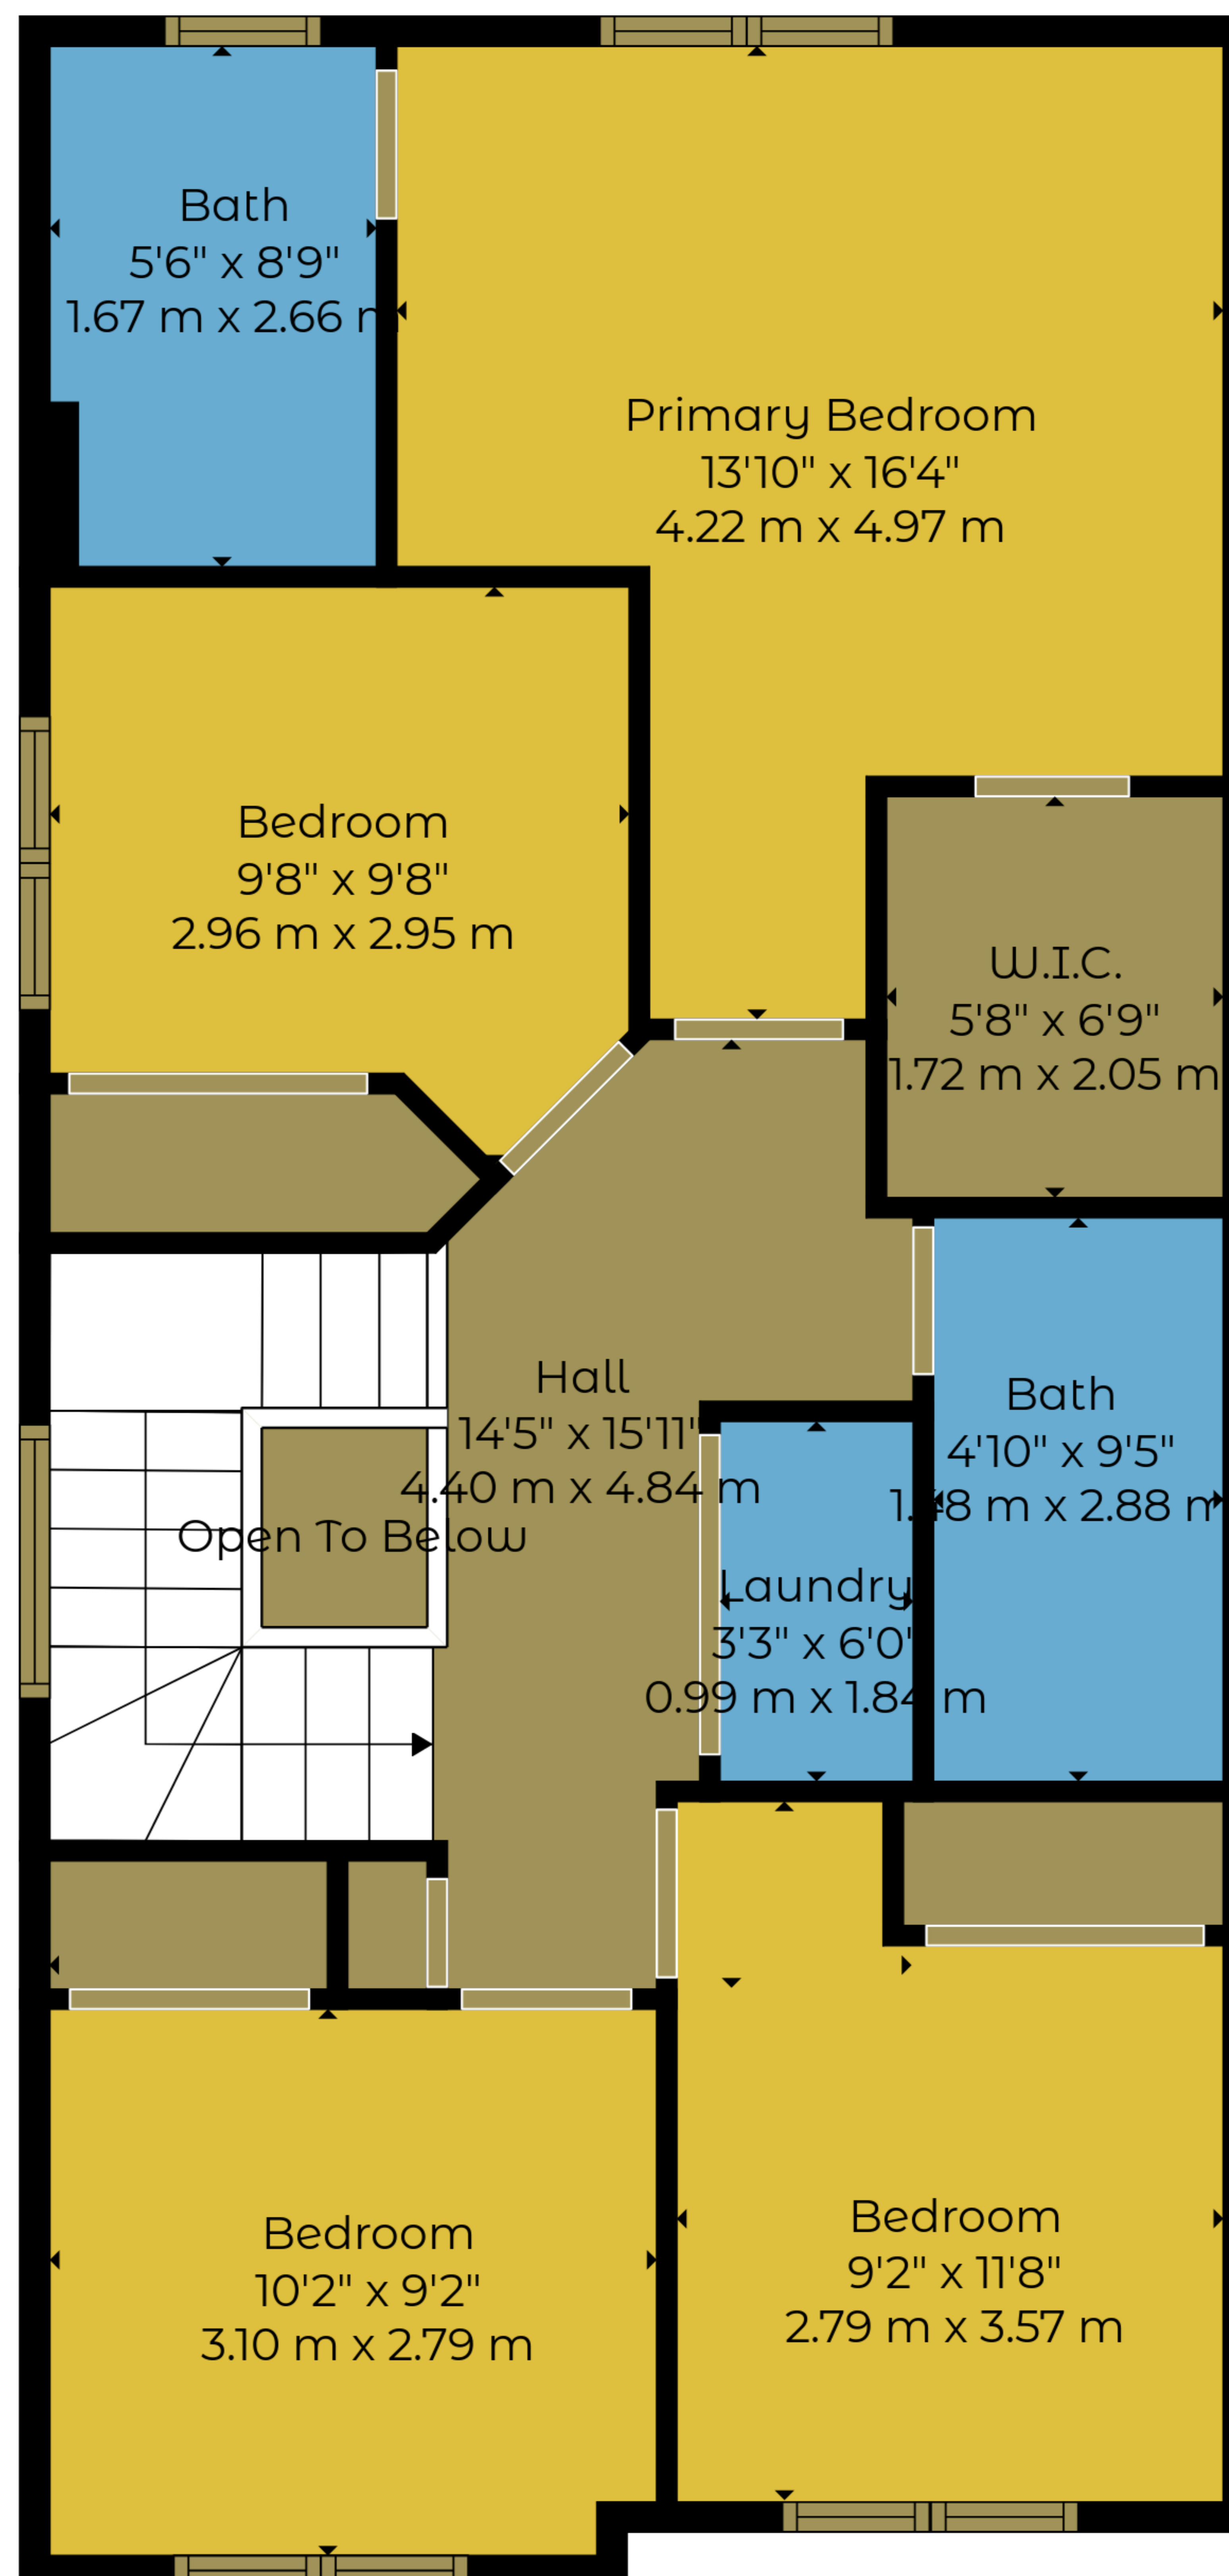 Bath
5'6" x 8'9"
1.67 m x 2.66 m
Primary Bedroom
13'10" x 16'4"
4.22 m x 4.97 m
Bedroom
9'8" x 9'8"
2.96 m x 2.95 m
W.I.C.
5'8" x 6'9"
1.72 m x 2.05 m
Hall
14'5" x 15'11"
4.40 m x 4.84 m
Open To Below
Bath
4'10" x 9'5"
1.48 m x 2.88 m
Laundry
3'3" x 6'0"
0.99 m x 1.84 m
Bedroom
10'2" x 9'2"
3.10 m x 2.79 m
Bedroom
9'2" x 11'8"
2.79 m x 3.57 m